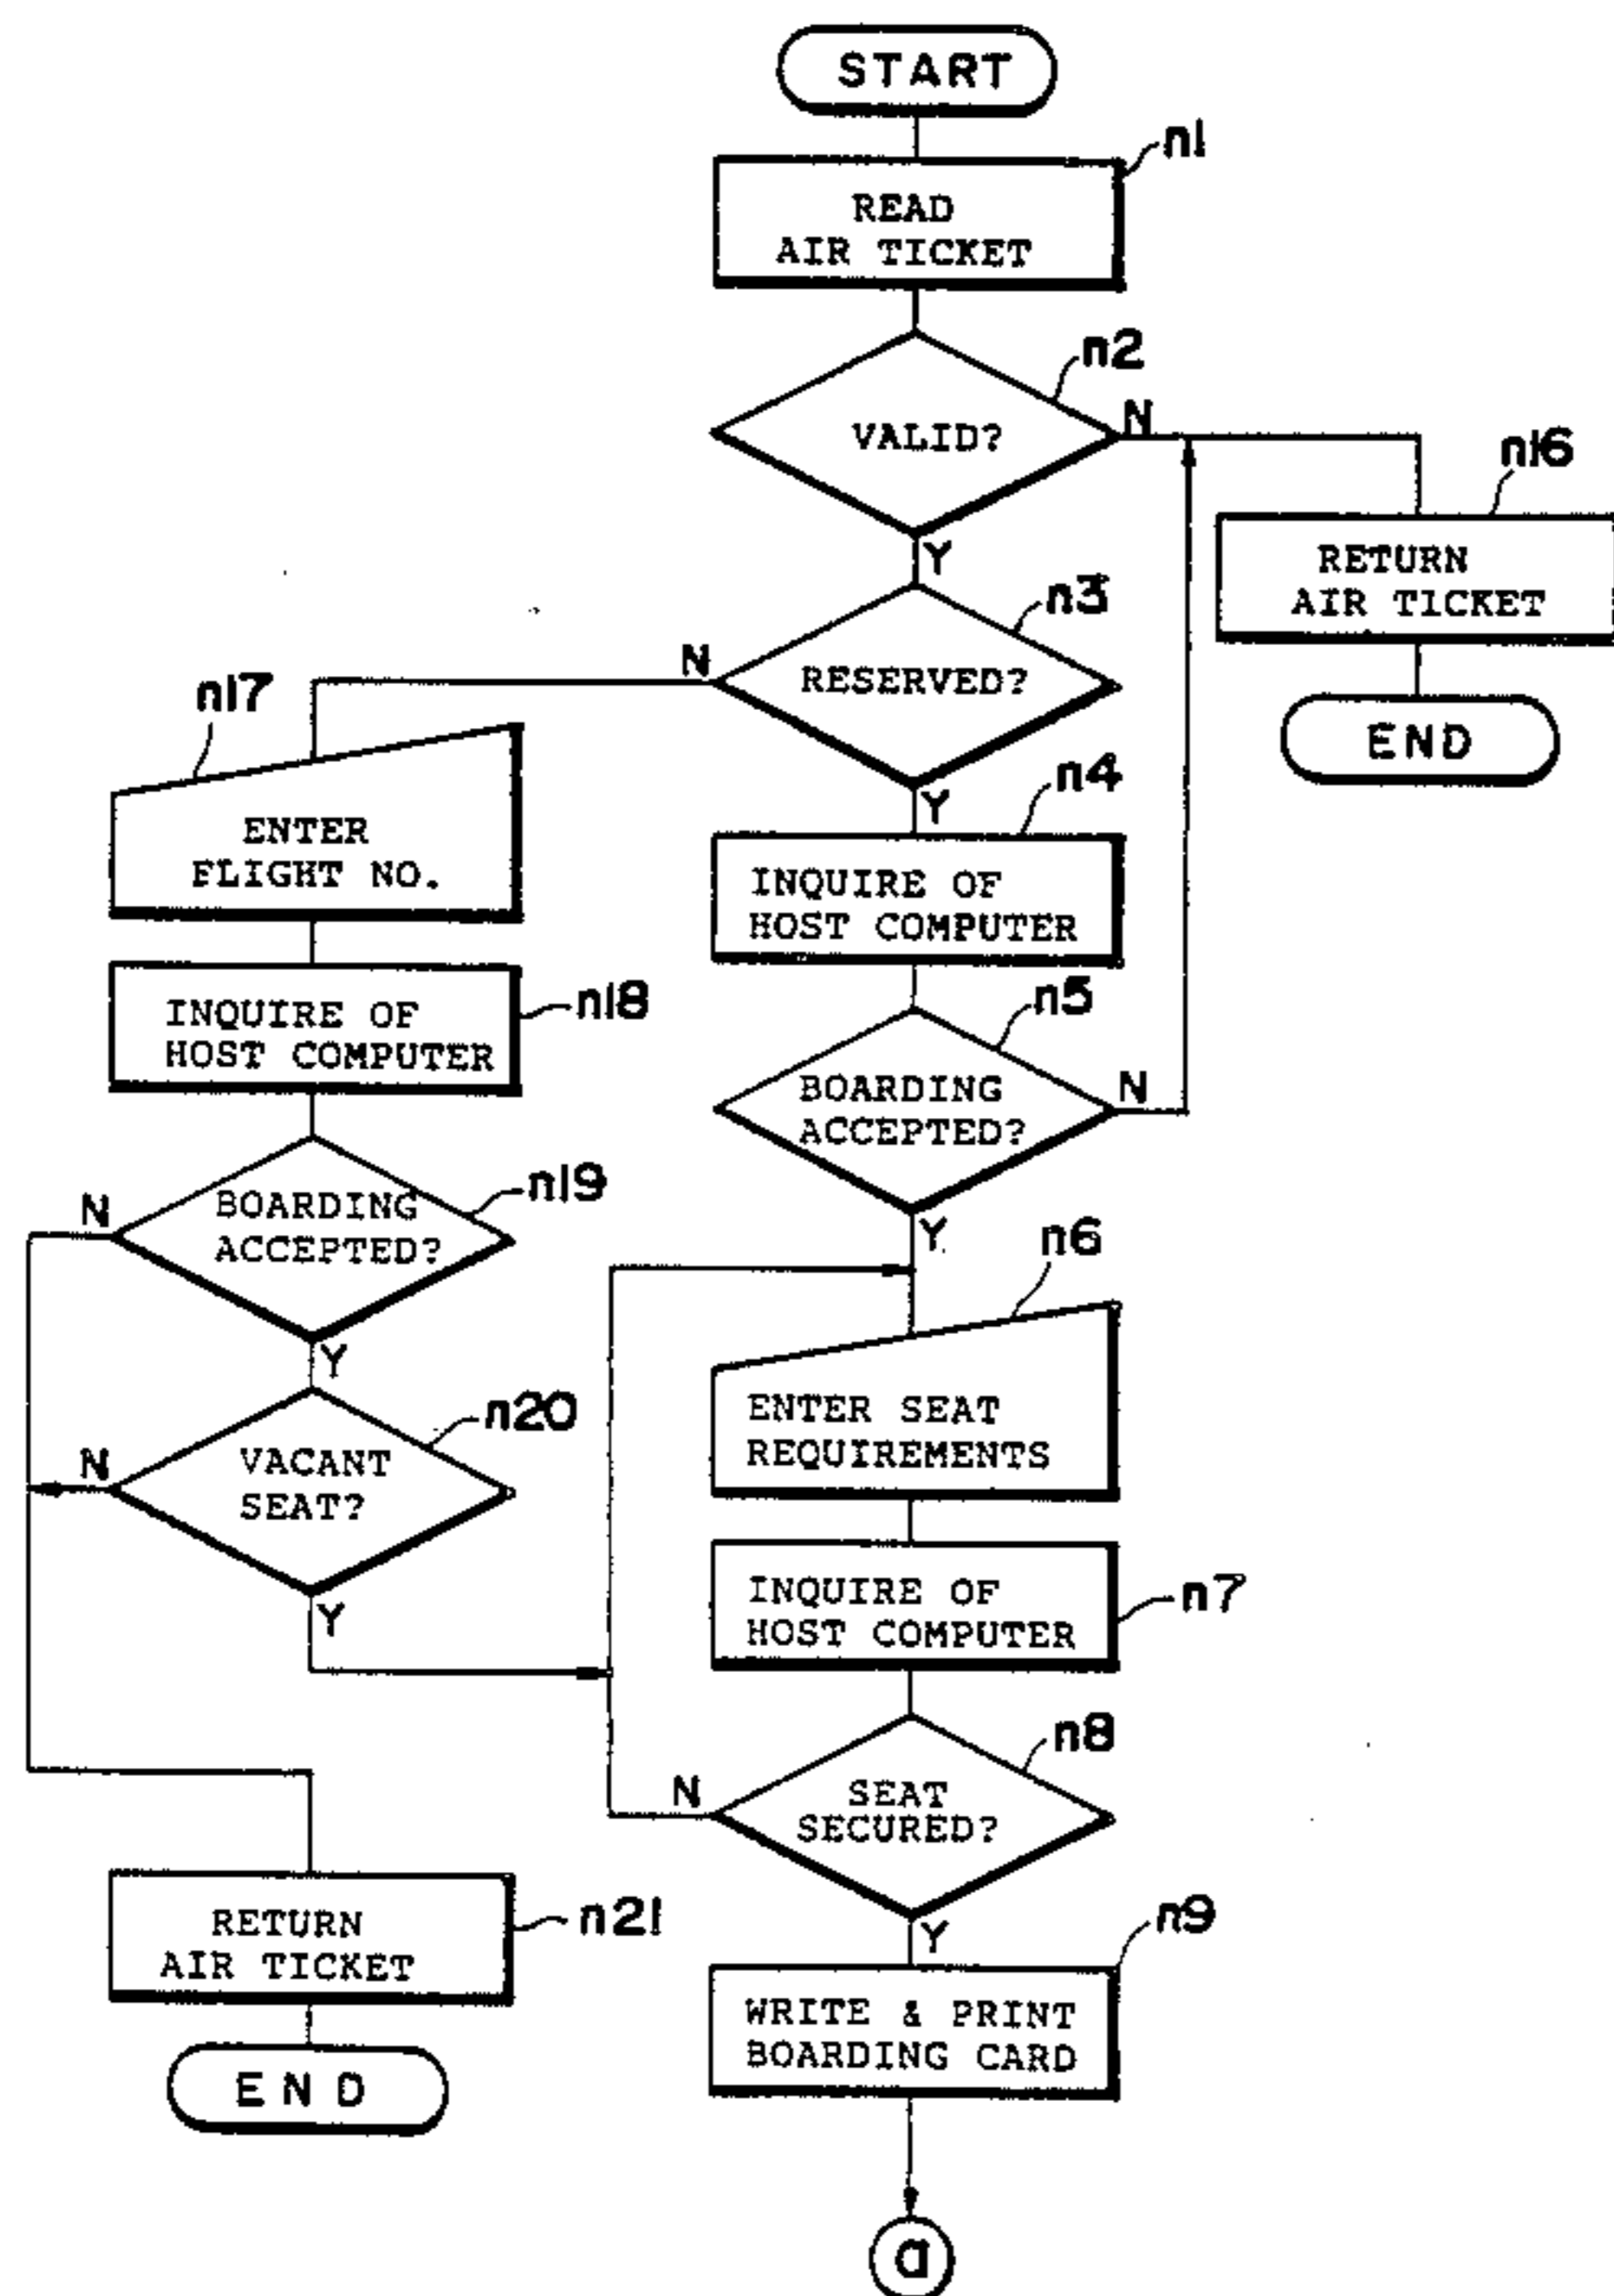 START
n1
READ
AIR TICKET
n2
VALID?
N
Y
n16
RETURN
AIR TICKET
END
n3
RESERVED?
N
Y
n17
ENTER
FLIGHT NO.
n4
INQUIRE OF
HOST COMPUTER
n18
INQUIRE OF
HOST COMPUTER
n5
BOARDING
ACCEPTED?
N
Y
n19
BOARDING
ACCEPTED?
N
Y
n6
ENTER SEAT
REQUIREMENTS
n20
VACANT
SEAT?
N
Y
n7
INQUIRE OF
HOST COMPUTER
n8
SEAT
SECURED?
N
Y
n21
RETURN
AIR TICKET
END
n9
WRITE & PRINT
BOARDING CARD
a